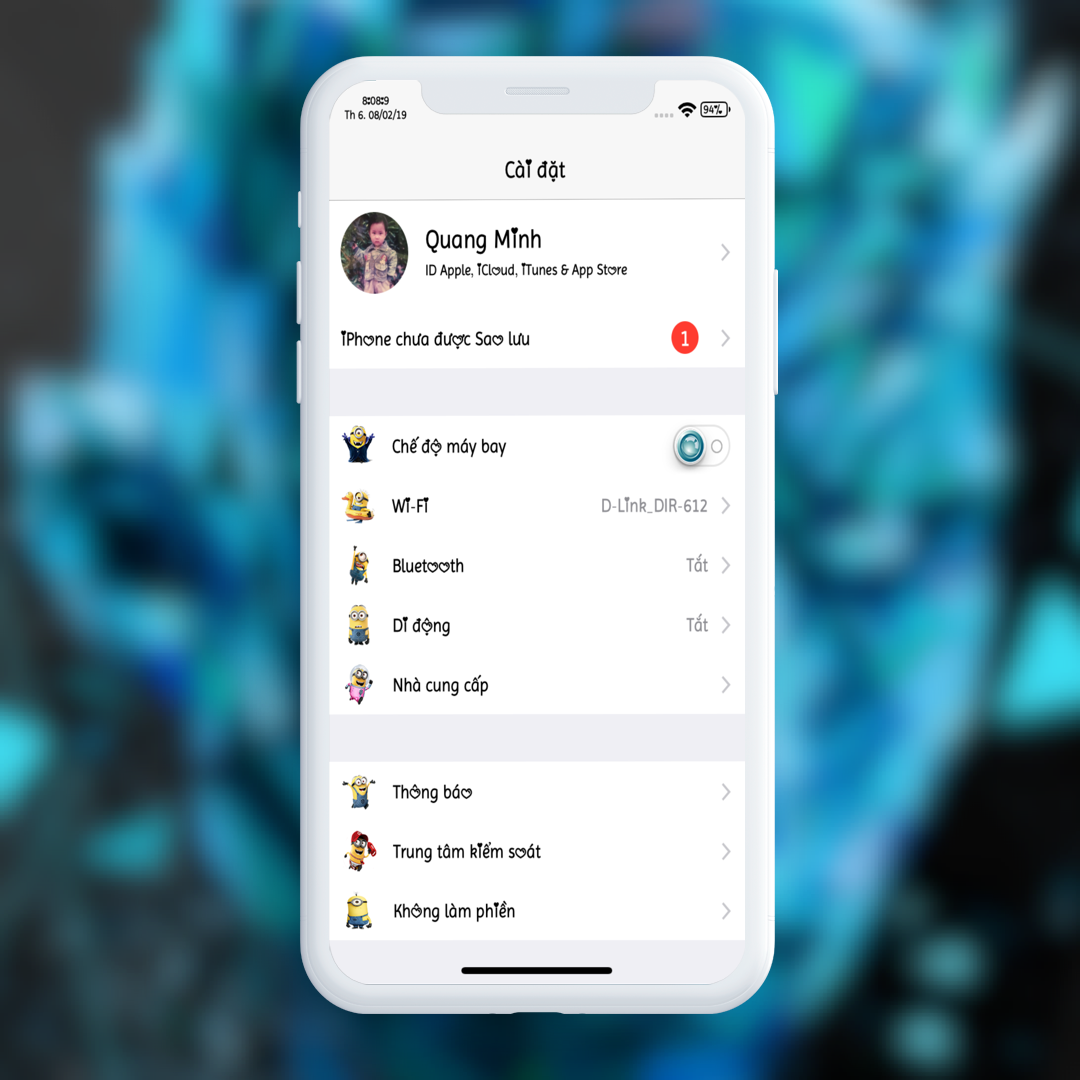 8:08:9
Th 6. 08/02/19
94%
Cài đặt
Quang Minh
ID Apple, iCloud, iTunes & App Store
iPhone chưa được Sao lưu
1
Chế độ máy bay
Wi-Fi
D-Link_DIR-612
Bluetooth
Tắt
Di động
Tắt
Nhà cung cấp
Thông báo
Trung tâm kiểm soát
Không làm phiền